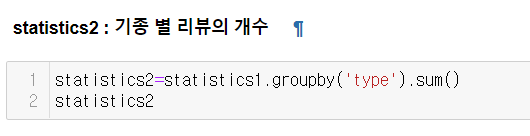 statistics2 : 기종 별 리뷰의 개수 ¶
1 statistics2=statistics1.groupby('type').sum()
2 statistics2